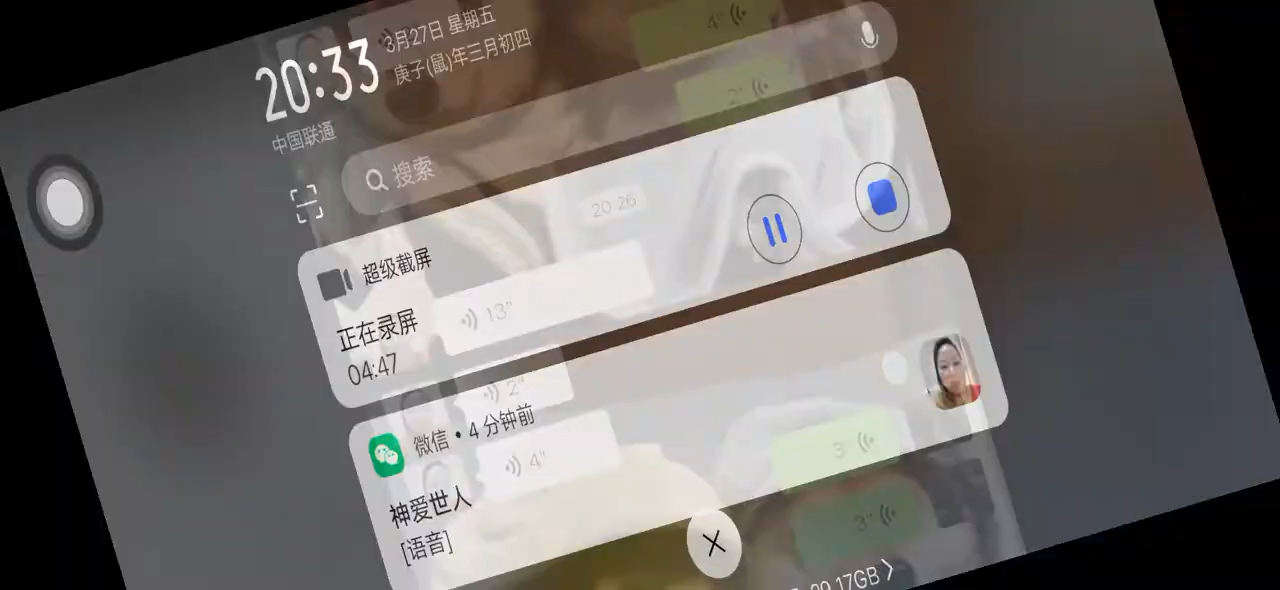 20:33
3月27日 星期五
庚子(鼠)年三月初四
中国联通
搜索
4"
2"
20:26
超级截屏
正在录屏
04:47
13"
2"
微信 • 4 分钟前
4"
3"
神爱世人
[语音]
3"
17GB